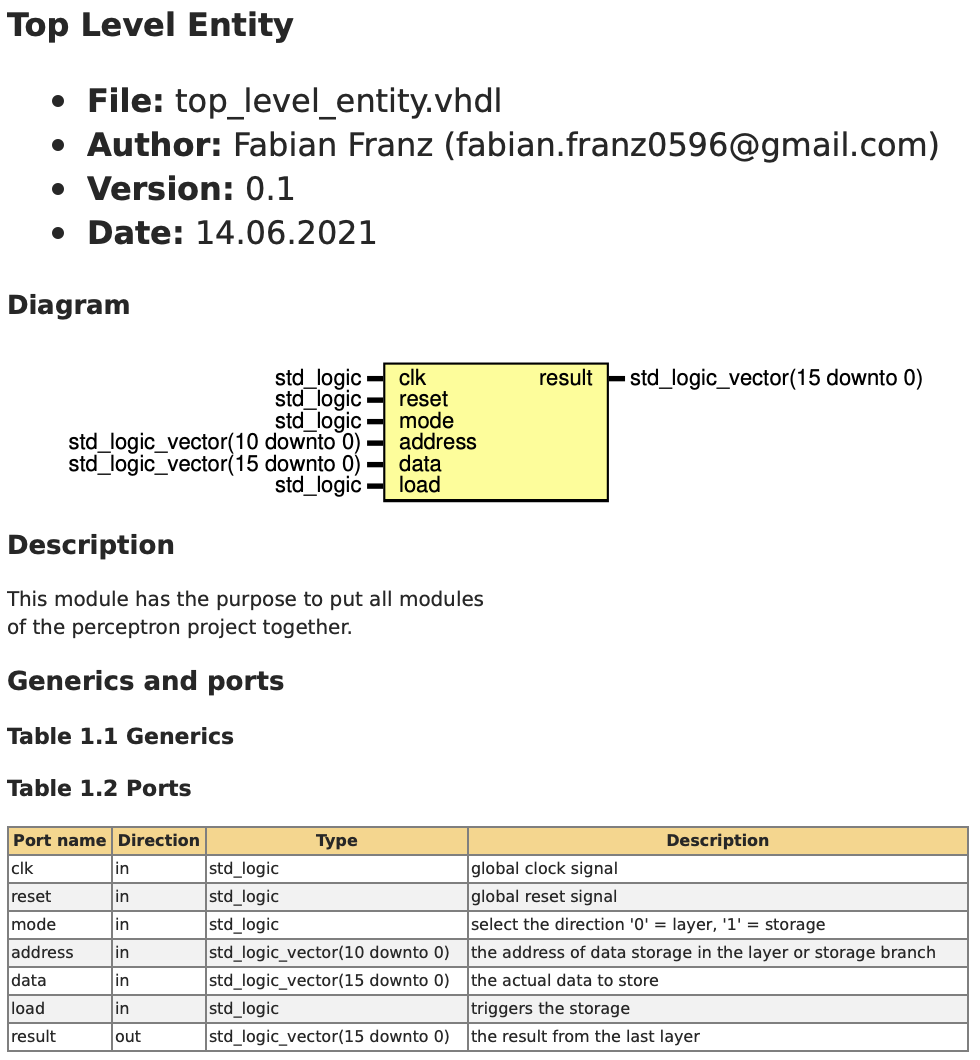 Top Level Entity
• File: top_level_entity.vhdl
• Author: Fabian Franz (fabian.franz0596@gmail.com)
• Version: 0.1
• Date: 14.06.2021
Diagram
std_logic clk result std_logic_vector(15 downto 0)
std_logic reset
std_logic mode
std_logic_vector(10 downto 0) address
std_logic_vector(15 downto 0) data
std_logic load
Description
This module has the purpose to put all modules
of the perceptron project together.
Generics and ports
Table 1.1 Generics
Table 1.2 Ports
Port name Direction Type Description
clk in std_logic global clock signal
reset in std_logic global reset signal
mode in std_logic select the direction '0' = layer, '1' = storage
address in std_logic_vector(10 downto 0) the address of data storage in the layer or storage branch
data in std_logic_vector(15 downto 0) the actual data to store
load in std_logic triggers the storage
result out std_logic_vector(15 downto 0) the result from the last layer